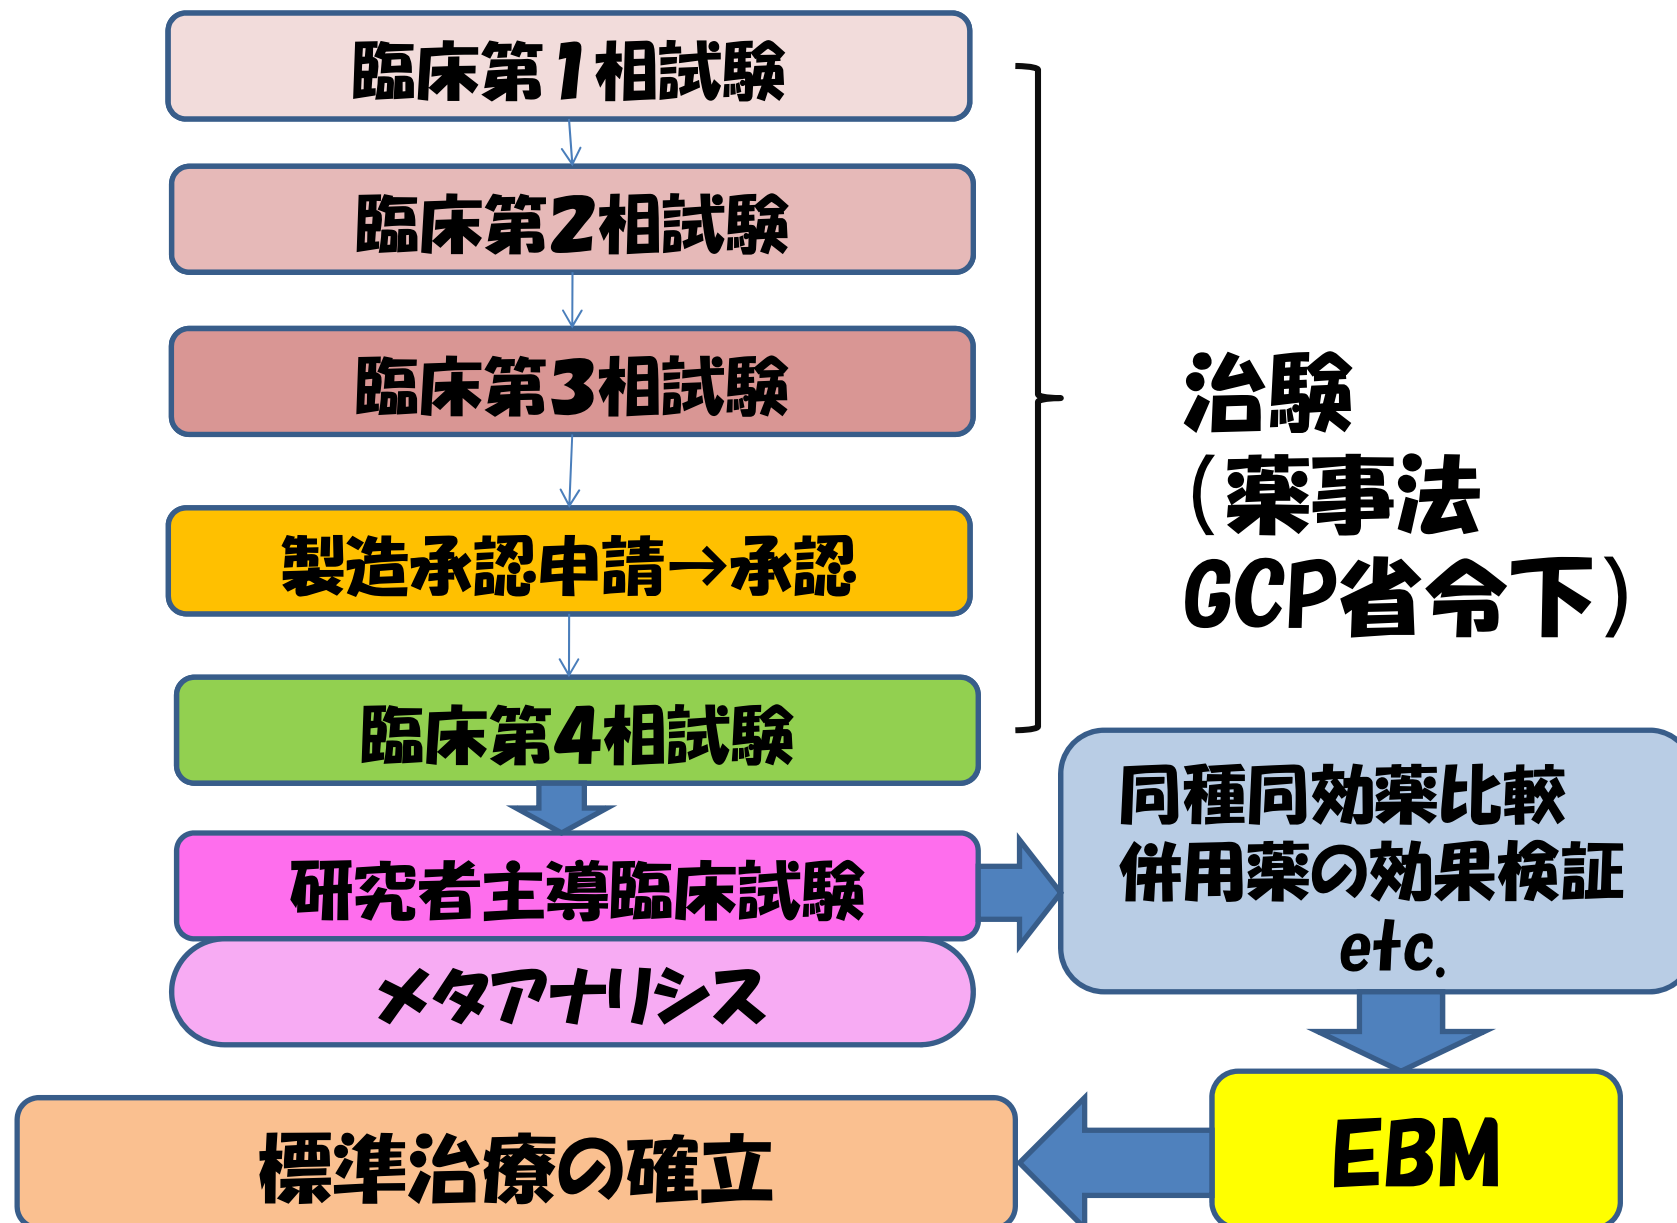 臨床第1相試験
臨床第2相試験
臨床第3相試験
製造承認申請→承認
臨床第4相試験
治験
(薬事法
GCP省令下)
研究者主導臨床試験
メタアナリシス
同種同効薬比較
併用薬の効果検証
etc.
EBM
標準治療の確立